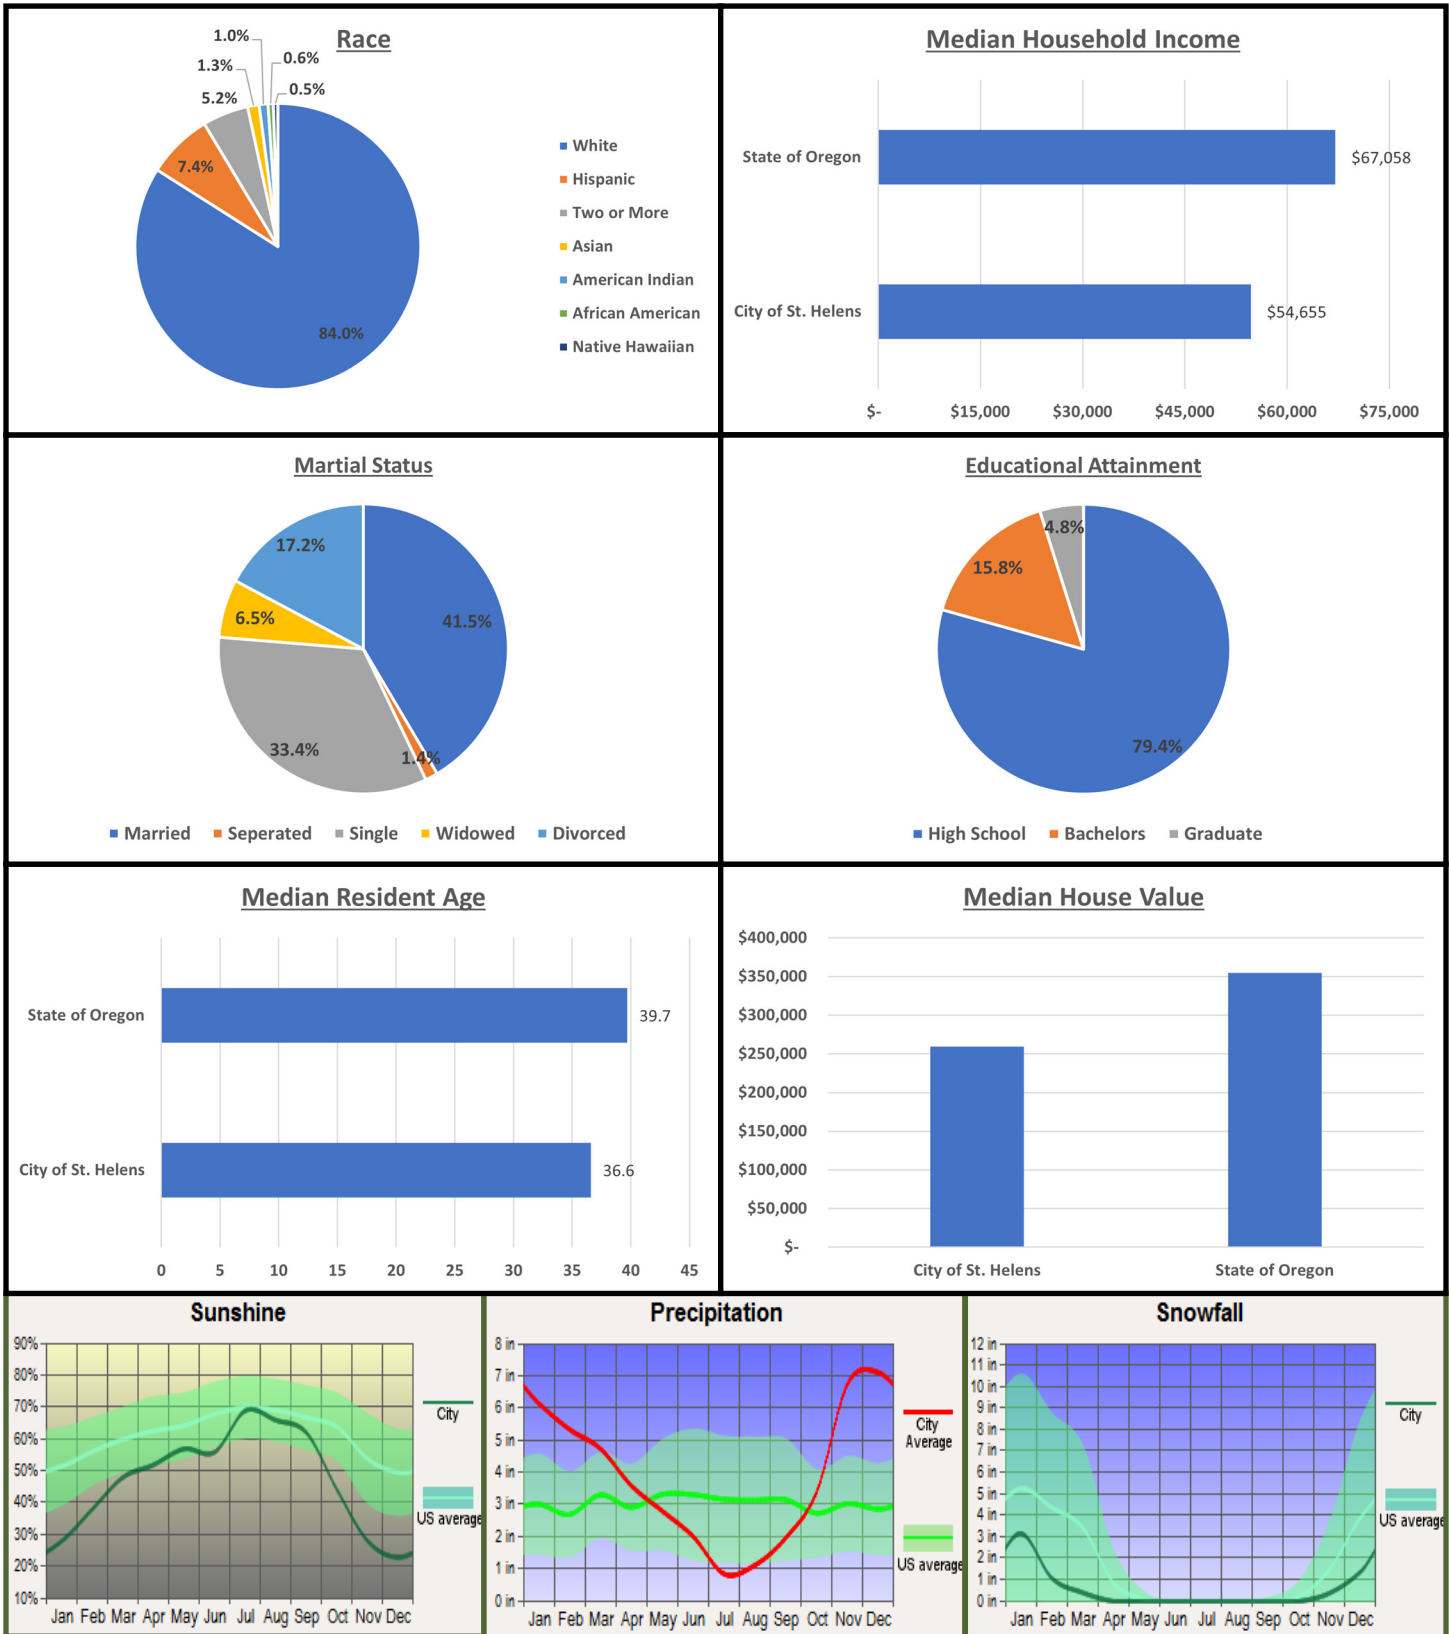 Race
1.0%
0.6%
1.3%
0.5%
5.2%
7.4%
84.0%
White
Hispanic
Two or More
Asian
American Indian
African American
Native Hawaiian
Median Household Income
State of Oregon
$67,058
City of St. Helens
$54,655
$- $15,000 $30,000 $45,000 $60,000 $75,000
Martial Status
17.2%
6.5%
41.5%
33.4%
1.4%
Married Seperated Single Widowed Divorced
Educational Attainment
4.8%
15.8%
79.4%
High School Bachelors Graduate
Median Resident Age
State of Oregon
39.7
City of St. Helens
36.6
0 5 10 15 20 25 30 35 40 45
Median House Value
$400,000
$350,000
$300,000
$250,000
$200,000
$150,000
$100,000
$50,000
$-
City of St. Helens State of Oregon
Sunshine
90%
80%
70%
60%
50%
40%
30%
20%
10%
Jan Feb Mar Apr May Jun Jul Aug Sep Oct Nov Dec
City
US average
Precipitation
8 in
7 in
6 in
5 in
4 in
3 in
2 in
1 in
0 in
Jan Feb Mar Apr May Jun Jul Aug Sep Oct Nov Dec
City
Average
US average
Snowfall
12 in
11 in
10 in
9 in
8 in
7 in
6 in
5 in
4 in
3 in
2 in
1 in
0 in
Jan Feb Mar Apr May Jun Jul Aug Sep Oct Nov Dec
City
US average